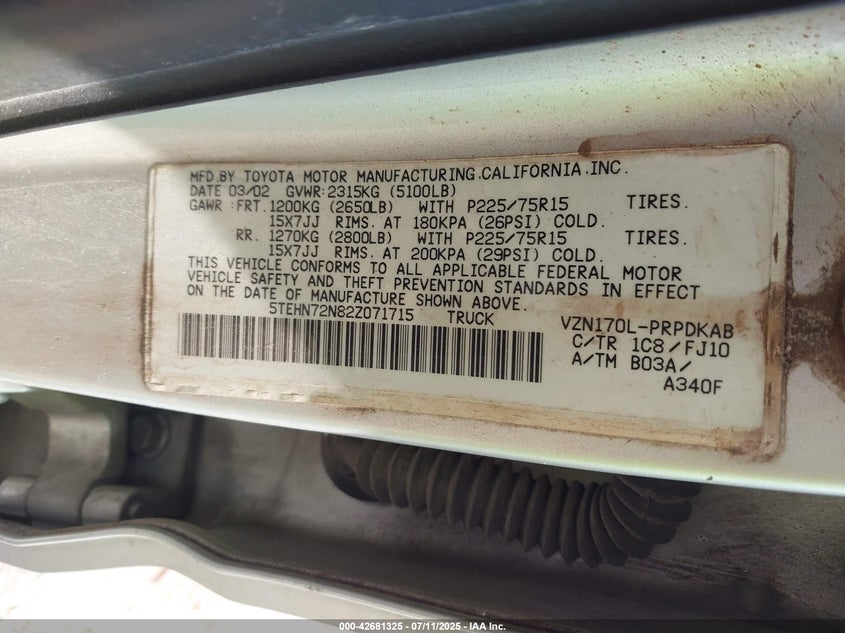 MFD.BY TOYOTA MOTOR MANUFACTURING.CALIFORNIA.INC.
DATE 03/02 GVWR:2315KG (5100LB)
GAWR : FRT.1200KG (2650LB) WITH P225/75R15 TIRES.
15X7JJ RIMS. AT 180KPA (26PSI) COLD.
RR. 1270KG (2800LB) WITH P225/75R15 TIRES.
15X7JJ RIMS. AT 200KPA (29PSI) COLD.
THIS VEHICLE CONFORMS TO ALL APPLICABLE FEDERAL MOTOR
VEHICLE SAFETY AND THEFT PREVENTION STANDARDS IN EFFECT
ON THE DATE OF MANUFACTURE SHOWN ABOVE.
5TEHN72N82Z071715 TRUCK VZN170L-PRPDKAB
C/TR 1C8/FJ10
A/TM B03A/
A340F
000-42681325 - 07/11/2025 - IAA Inc.